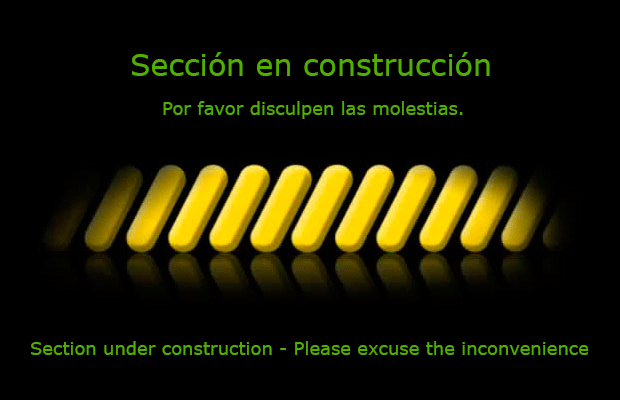 Sección en construcción
Por favor disculpen las molestias.
Section under construction - Please excuse the inconvenience